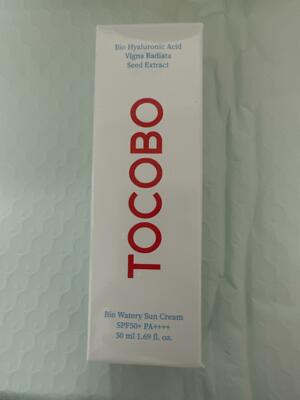 Bio Hyaluronic Acid
Vigna Radiata
Seed Extract
TOCOBO
Bio Watery Sun Cream
SPF50+ PA++++
50 ml 1.69 fl. oz.